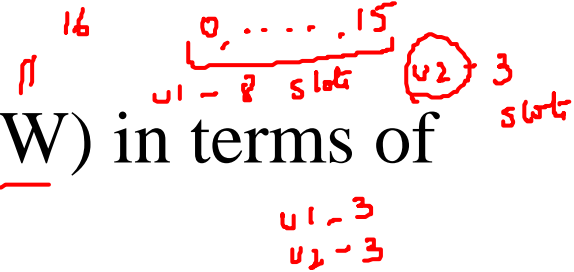 16 0, . . . . , 15
u1 - 8 slots u2 - 3 slots
W) in terms of
u1 - 3
u2 - 3